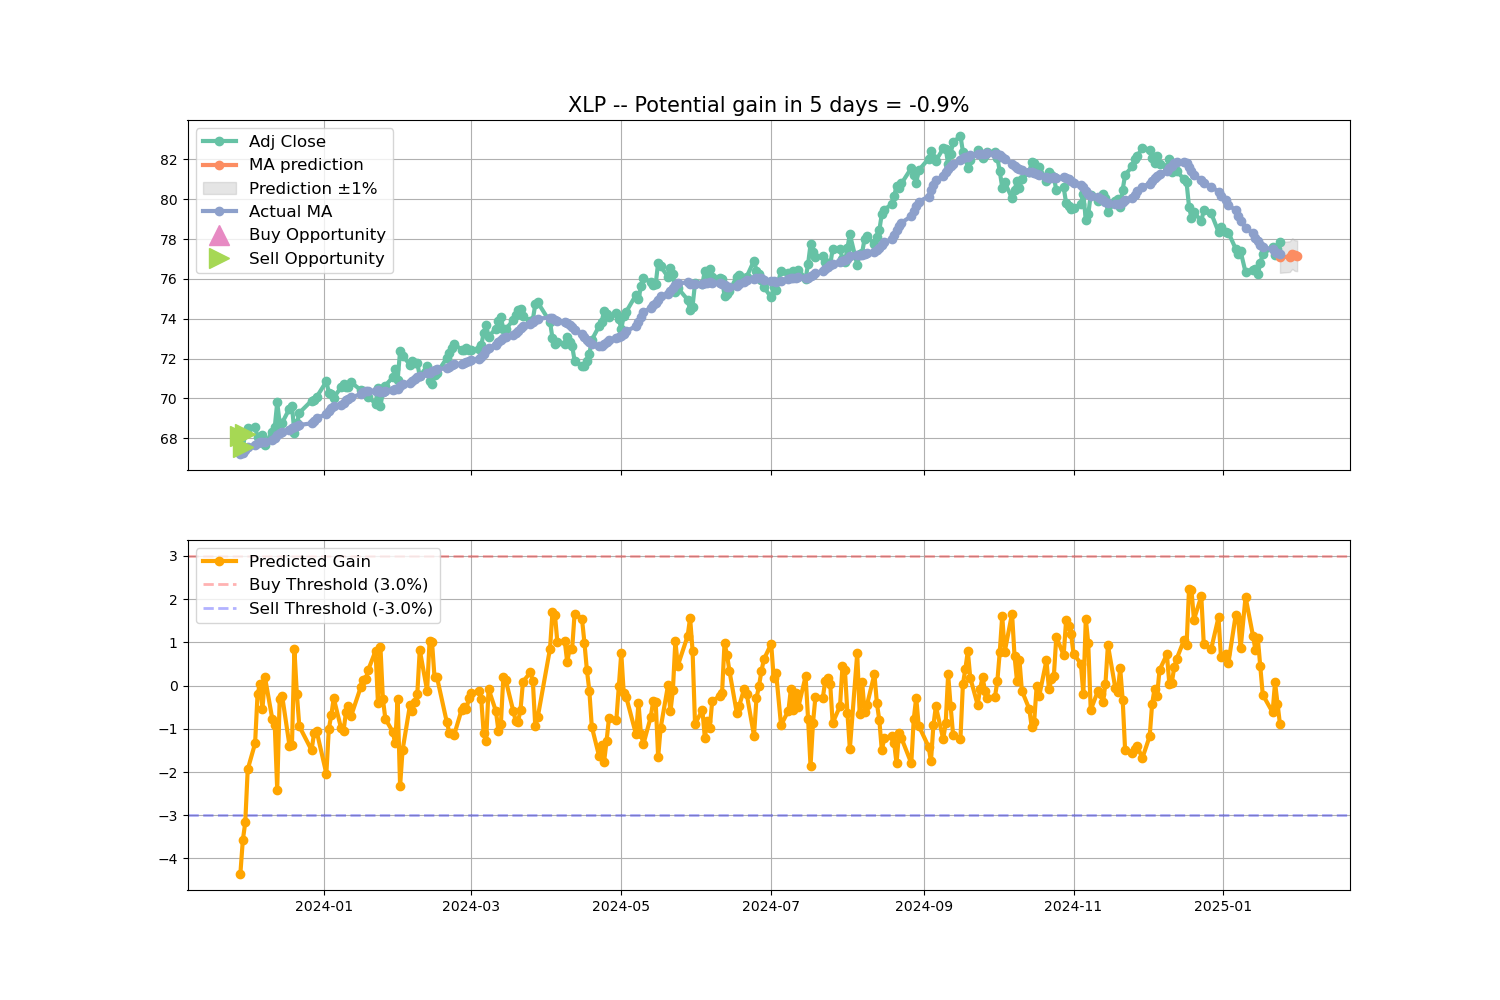 XLP -- Potential gain in 5 days = -0.9%
Adj Close
MA prediction
Prediction ±1%
Actual MA
Buy Opportunity
Sell Opportunity
82
80
78
76
74
72
70
68
Predicted Gain
Buy Threshold (3.0%)
Sell Threshold (-3.0%)
3
2
1
0
−1
−2
−3
−4
2024-01
2024-03
2024-05
2024-07
2024-09
2024-11
2025-01